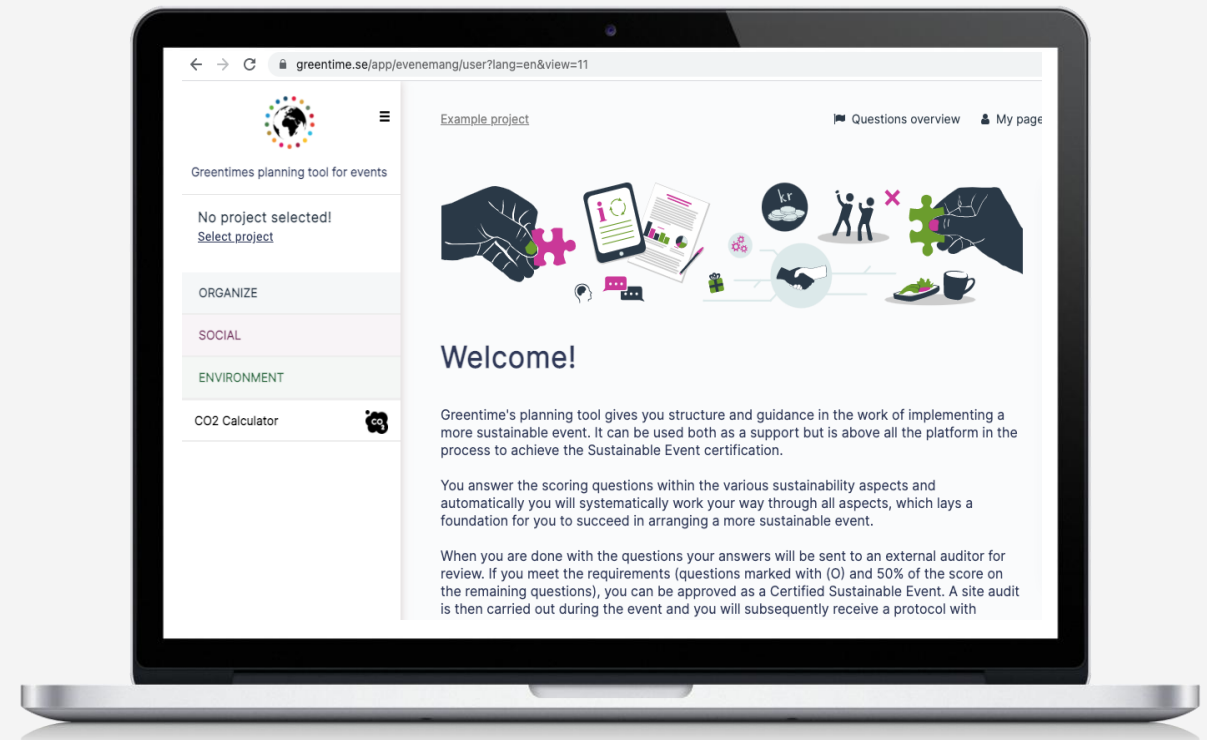 greentime.se/app/evenemang/user?lang=en&view=11
Greentimes planning tool for events
No project selected!
Select project
ORGANIZE
SOCIAL
ENVIRONMENT
CO2 Calculator
CO2
Example project
Questions overview
My page
kr
i
Welcome!
Greentime's planning tool gives you structure and guidance in the work of implementing a
more sustainable event. It can be used both as a support but is above all the platform in the
process to achieve the Sustainable Event certification.
You answer the scoring questions within the various sustainability aspects and
automatically you will systematically work your way through all aspects, which lays a
foundation for you to succeed in arranging a more sustainable event.
When you are done with the questions your answers will be sent to an external auditor for
review. If you meet the requirements (questions marked with (O) and 50% of the score on
the remaining questions), you can be approved as a Certified Sustainable Event. A site audit
is then carried out during the event and you will subsequently receive a protocol with